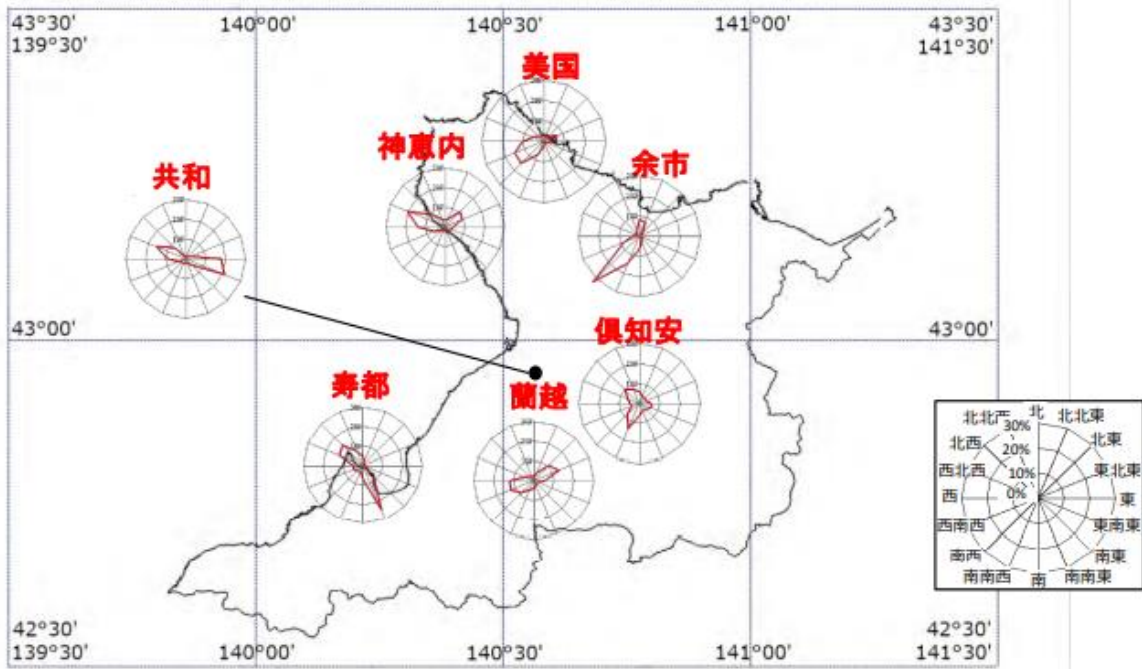 43°30'
139°30'
140°00'
140°30'
141°00'
43°30'
141°30'
美国
神恵内
余市
共和
43°00'
43°00'
倶知安
寿都
蘭越
北
北北東
北東
東北東
東
東南東
南東
南南東
南
南南西
南西
西南西
西
西北西
北西
北北西
30%
20%
10%
0%
42°30'
139°30'
140°00'
140°30'
141°00'
42°30'
141°30'